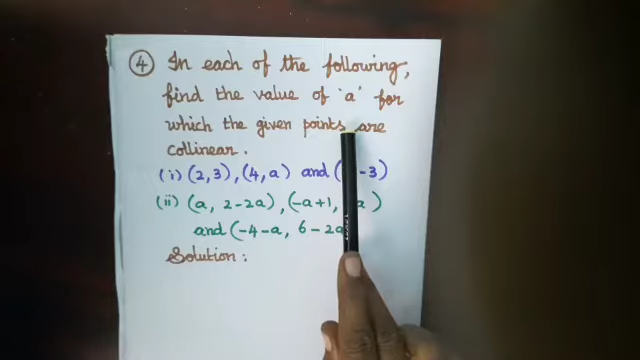 ④ In each of the following,
find the value of 'a' for
which the given points are
collinear.
(i) (2,3), (4, a) and ( -3)
(ii) (a, 2-2a), (-a+1, a)
and (-4-a, 6-2a
Solution: